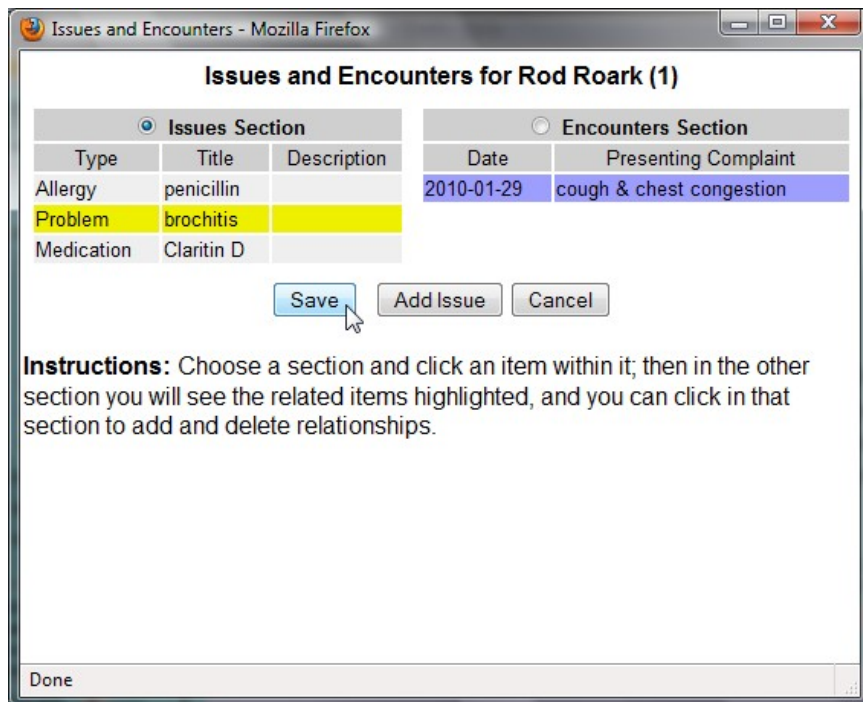 Issues and Encounters - Mozilla Firefox
Issues and Encounters for Rod Roark (1)
Issues Section Encounters Section
Type Title Description Date Presenting Complaint
Allergy penicillin 2010-01-29 cough & chest congestion
Problem brochitis
Medication Claritin D
Save Add Issue Cancel
Instructions: Choose a section and click an item within it; then in the other
section you will see the related items highlighted, and you can click in that
section to add and delete relationships.
Done